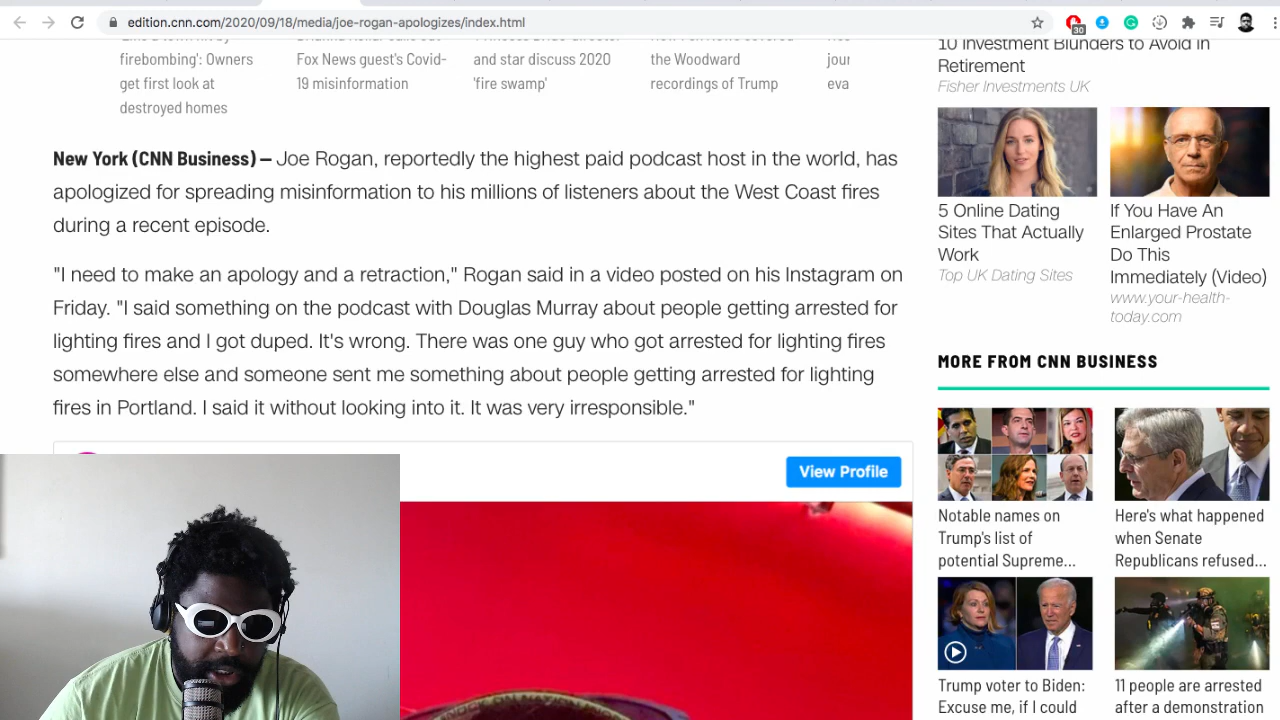 edition.cnn.com/2020/09/18/media/joe-rogan-apologizes/index.html
30
firebombing': Owners
get first look at
destroyed homes
Fox News guest's Covid-
19 misinformation
and star discuss 2020
'fire swamp'
the Woodward
recordings of Trump
jour
eva
New York (CNN Business) — Joe Rogan, reportedly the highest paid podcast host in the world, has
apologized for spreading misinformation to his millions of listeners about the West Coast fires
during a recent episode.
"I need to make an apology and a retraction," Rogan said in a video posted on his Instagram on
Friday. "I said something on the podcast with Douglas Murray about people getting arrested for
lighting fires and I got duped. It's wrong. There was one guy who got arrested for lighting fires
somewhere else and someone sent me something about people getting arrested for lighting
fires in Portland. I said it without looking into it. It was very irresponsible."
View Profile
10 Investment Blunders to Avoid in
Retirement
Fisher Investments UK
5 Online Dating
Sites That Actually
Work
Top UK Dating Sites
If You Have An
Enlarged Prostate
Do This
Immediately (Video)
www.your-health-
today.com
MORE FROM CNN BUSINESS
Notable names on
Trump's list of
potential Supreme...
Here's what happened
when Senate
Republicans refused...
Trump voter to Biden:
Excuse me, if I could
11 people are arrested
after a demonstration